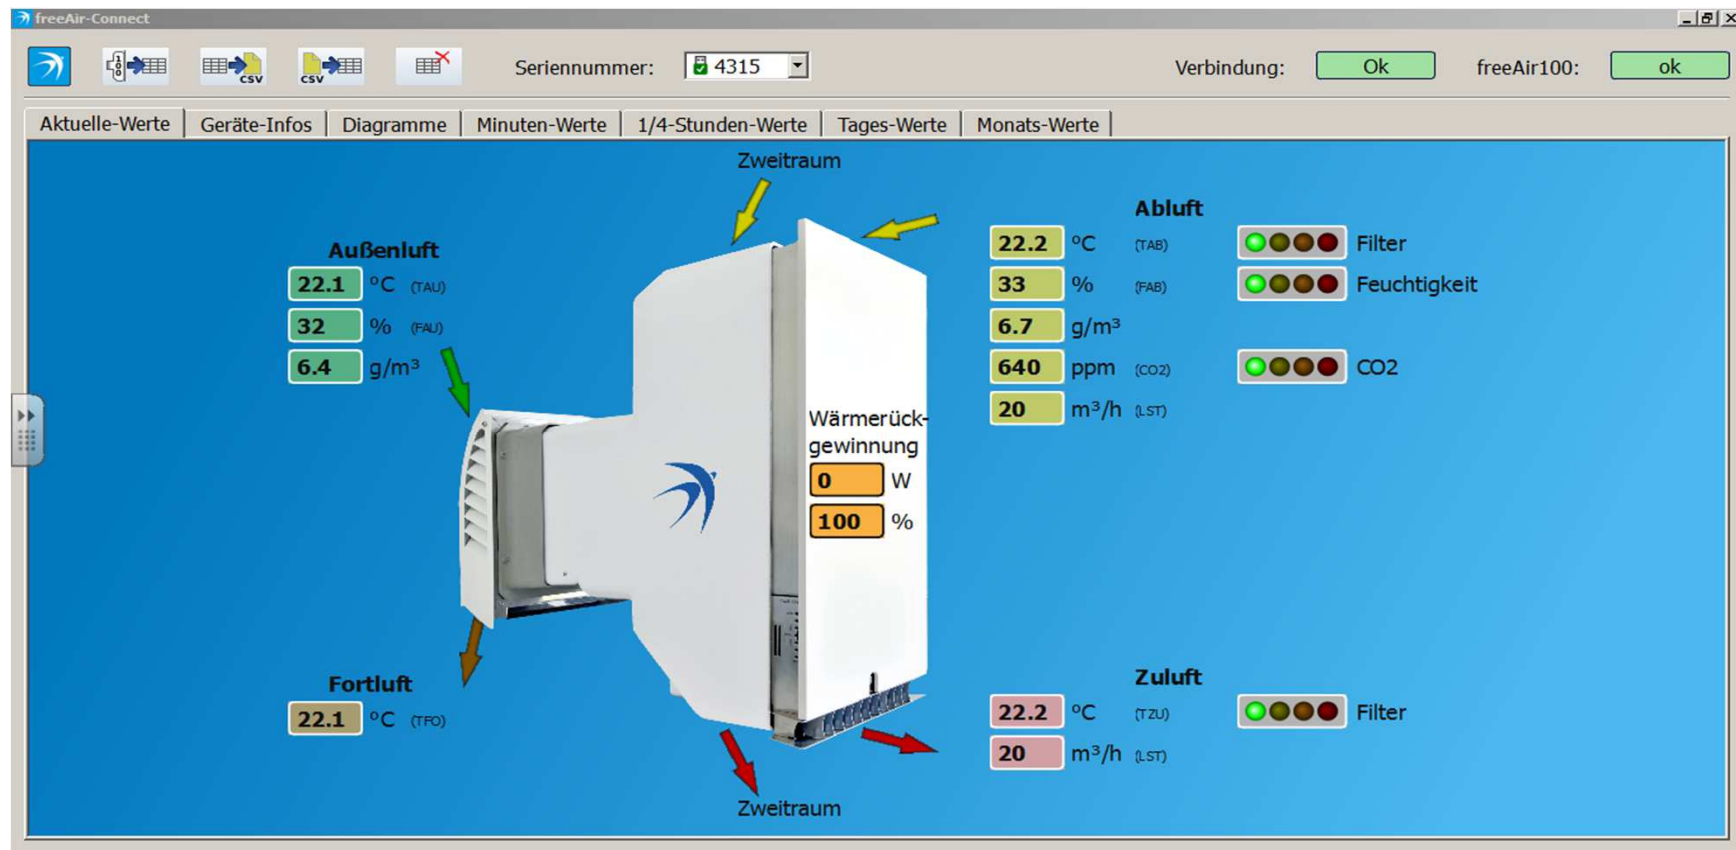 freeAir-Connect
CSV
CSV
Seriennummer: 4315
Verbindung: Ok
freeAir100: ok
Aktuelle-Werte Geräte-Infos Diagramme Minuten-Werte 1/4-Stunden-Werte Tages-Werte Monats-Werte
Zweitraum
Außenluft
22.1 °C (TAU)
32 % (FAU)
6.4 g/m³
Abluft
22.2 °C (TAB) Filter
33 % (FAB) Feuchtigkeit
6.7 g/m³
640 ppm (CO2) CO2
20 m³/h (LST)
Wärmerück-
gewinnung
0 W
100 %
Fortluft
22.1 °C (TFO)
Zuluft
22.2 °C (TZU) Filter
20 m³/h (LST)
Zweitraum